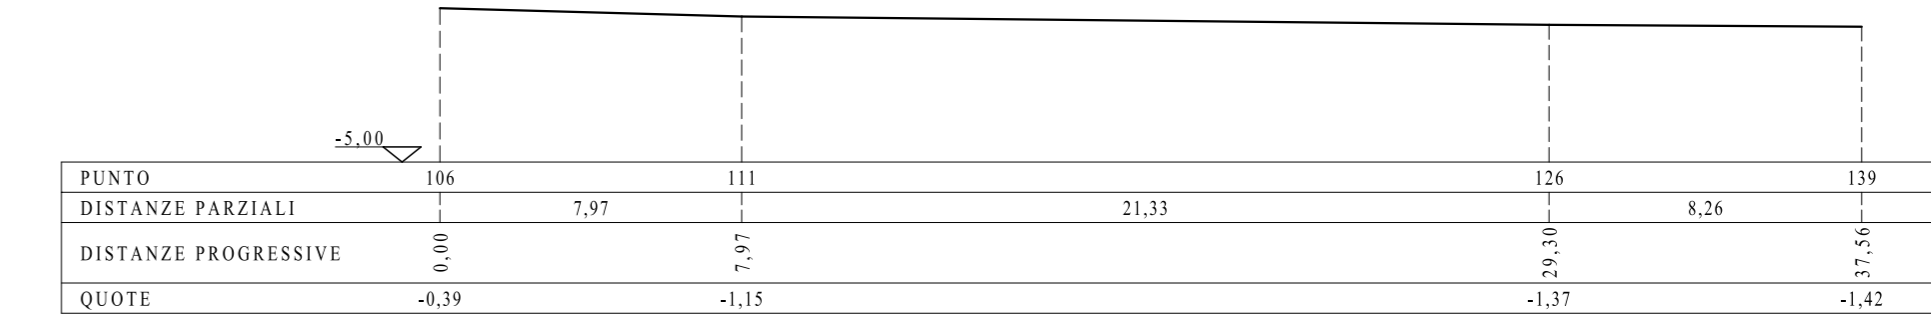 -5,00
PUNTO 106 111 126 139
DISTANZE PARZIALI 7,97 21,33 8,26
DISTANZE PROGRESSIVE 0,00 7,97 29,30 37,56
QUOTE -0,39 -1,15 -1,37 -1,42